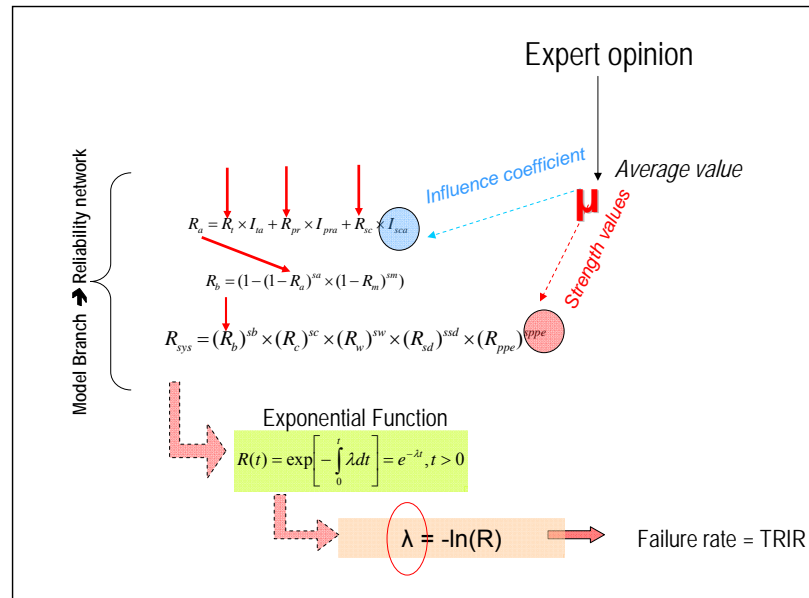 Expert opinion
Influence coefficient
Average value
μ
Strength values
Model Branch ➔ Reliability network
R_a = R_t × I_ta + R_pr × I_pra + R_sc × I_sca
R_b = (1-(1-R_a)^sa × (1-R_m)^sm)
R_sys = (R_b)^sb × (R_c)^sc × (R_w)^sw × (R_sd)^ssd × (R_ppe)^sppe
Exponential Function
R(t) = exp[-∫_0^t λdt] = e^-λt, t > 0
λ = -ln(R)
Failure rate = TRIR